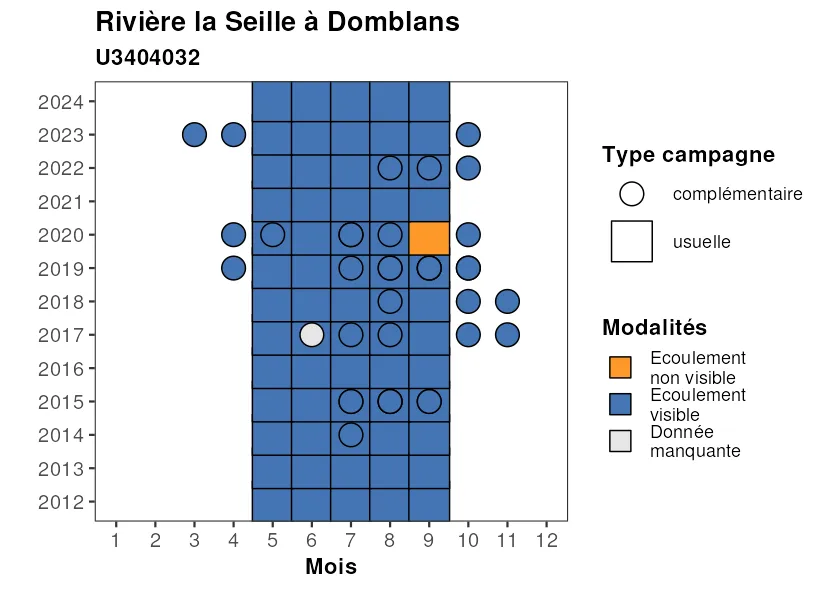 Rivière la Seille à Domblans
U3404032
2024
2023
2022
2021
2020
2019
2018
2017
2016
2015
2014
2013
2012
1 2 3 4 5 6 7 8 9 10 11 12
Mois
Type campagne
complémentaire
usuelle
Modalités
Ecoulement
non visible
Ecoulement
visible
Donnée
manquante